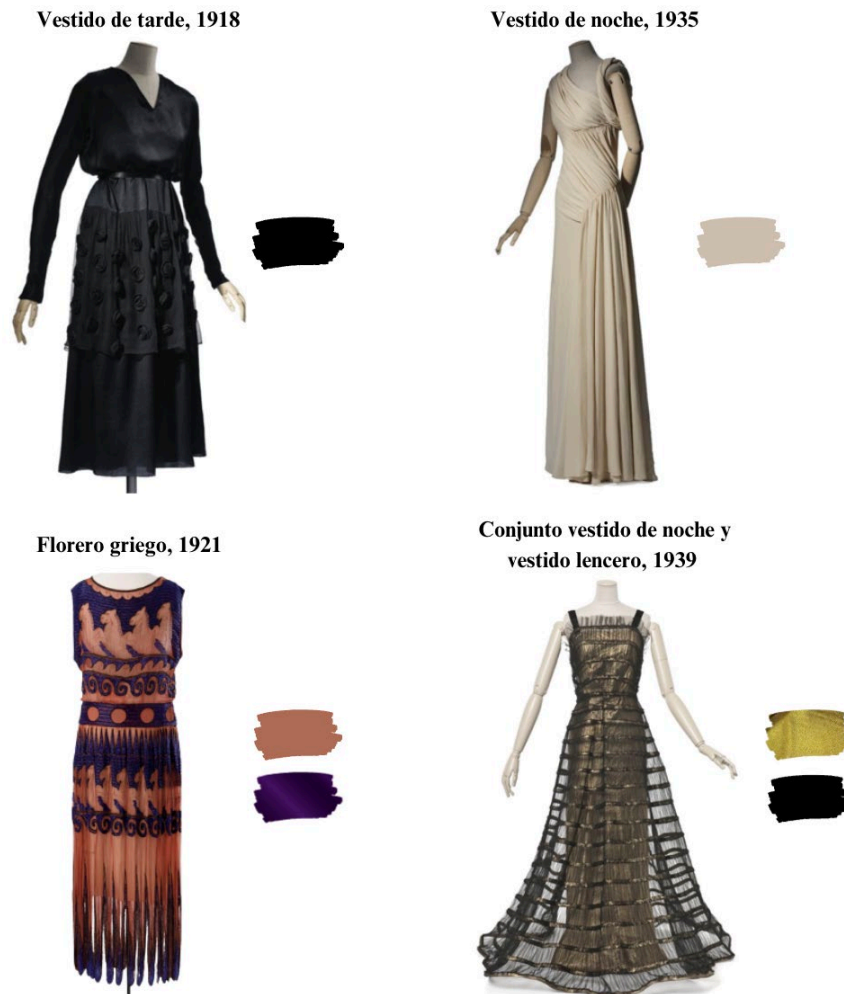 Vestido de tarde, 1918
Vestido de noche, 1935
Florero griego, 1921
Conjunto vestido de noche y
vestido lencero, 1939